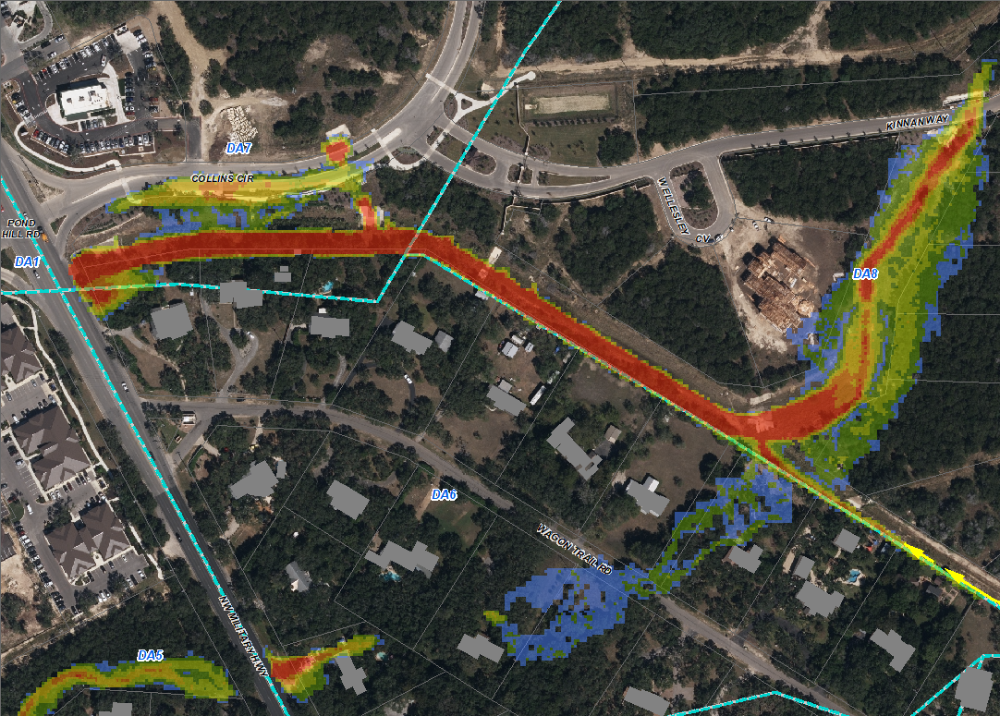 KINNAN WAY
DA7
COLLINS CIR
WELLESLEY CV
FOND
HILL RD
DA1
DA8
DA6
WAGON TRAIL RD
NW MILITARY HWY
DA5